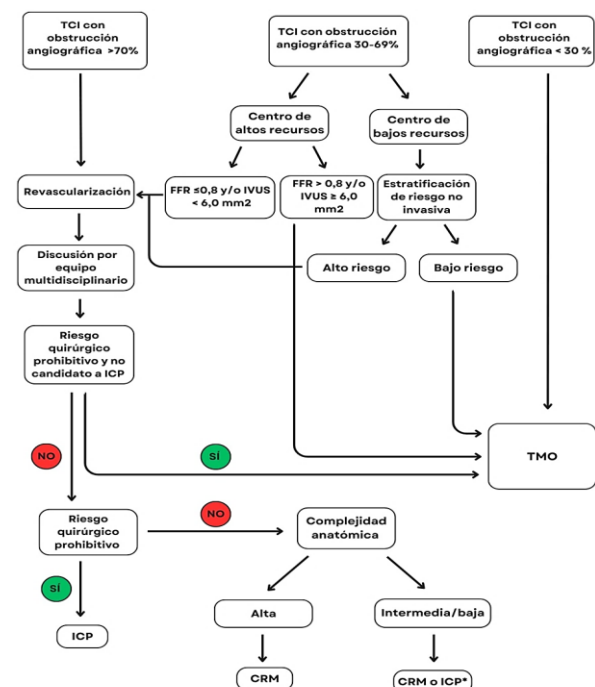 TCI con
obstrucción
angiográfica >70%
TCI con
obstrucción
angiográfica 30-69%
TCI con
obstrucción
angiográfica < 30 %
Centro de
altos recursos
Centro de
bajos recursos
Revascularización
FFR ≤0,8 y/o IVUS
< 6,0 mm2
FFR > 0,8 y/o
IVUS ≥ 6,0
mm2
Estratificación
de riesgo no
invasiva
Discusión por
equipo
multidisciplinario
Alto riesgo
Bajo riesgo
Riesgo
quirúrgico
prohibitivo y no
candidato a ICP
NO
SÍ
TMO
Riesgo
quirúrgico
prohibitivo
NO
Complejidad
anatómica
SÍ
ICP
Alta
Intermedia/baja
CRM
CRM o ICP*